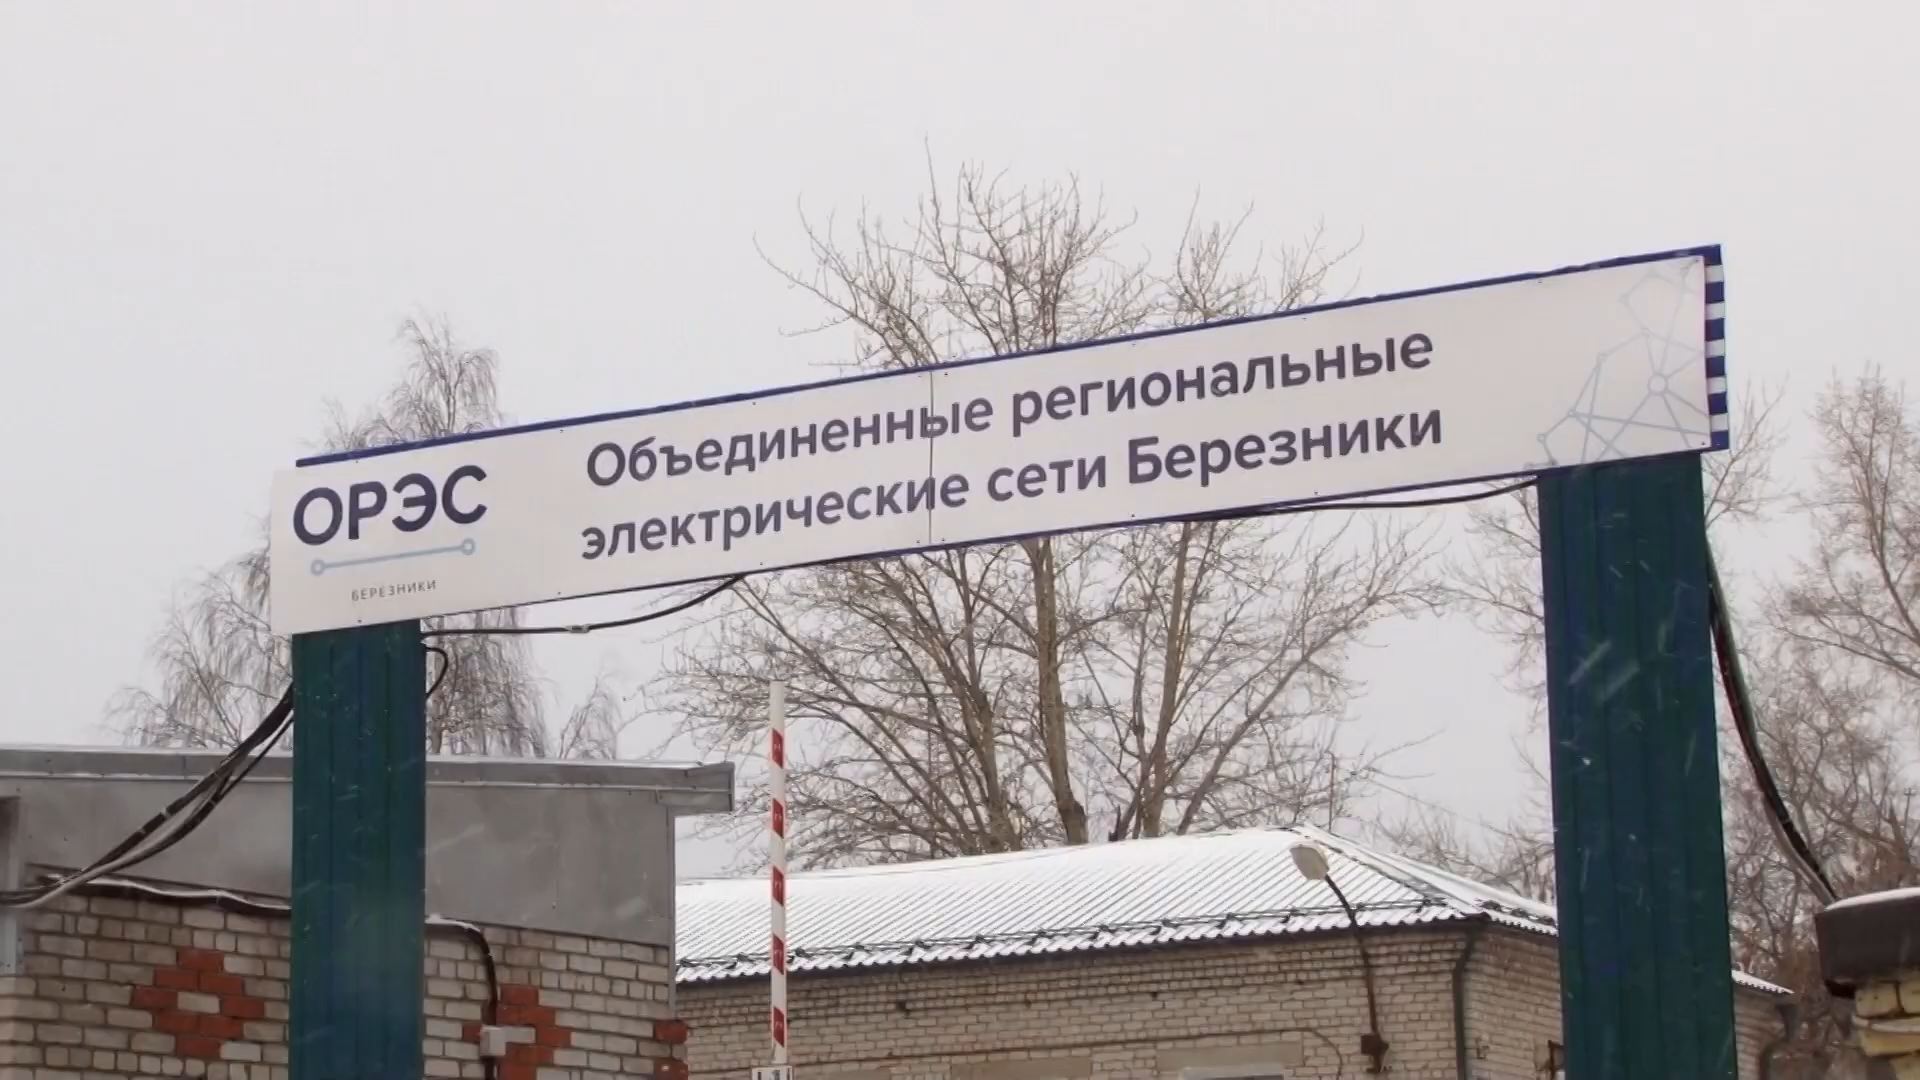 ОРЭС
БЕРЕЗНИКИ
Объединенные региональные
электрические сети Березники